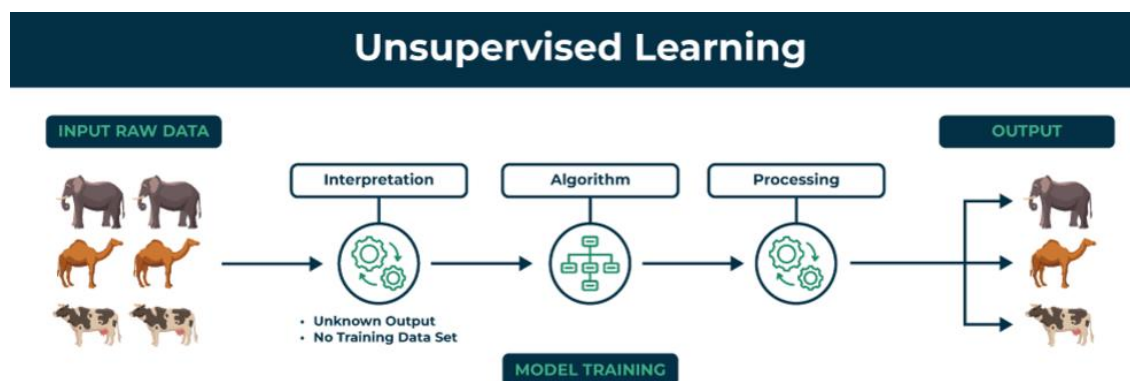 Unsupervised Learning
INPUT RAW DATA
OUTPUT
Interpretation
Algorithm
Processing
• Unknown Output
• No Training Data Set
MODEL TRAINING